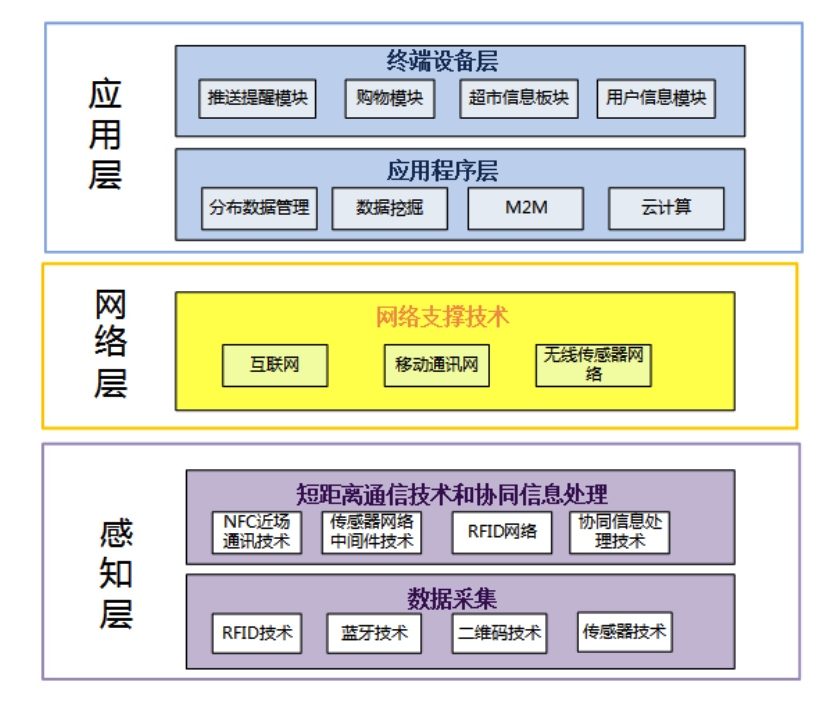 应用层
终端设备层
推送提醒模块
购物模块
超市信息板块
用户信息模块
应用程序层
分布数据管理
数据挖掘
M2M
云计算
网络层
网络支撑技术
互联网
移动通讯网
无线传感器网
络
感知层
短距离通信技术和协同信息处理
NFC近场
通讯技术
传感器网络
中间件技术
RFID网络
协同信息处
理技术
数据采集
RFID技术
蓝牙技术
二维码技术
传感器技术